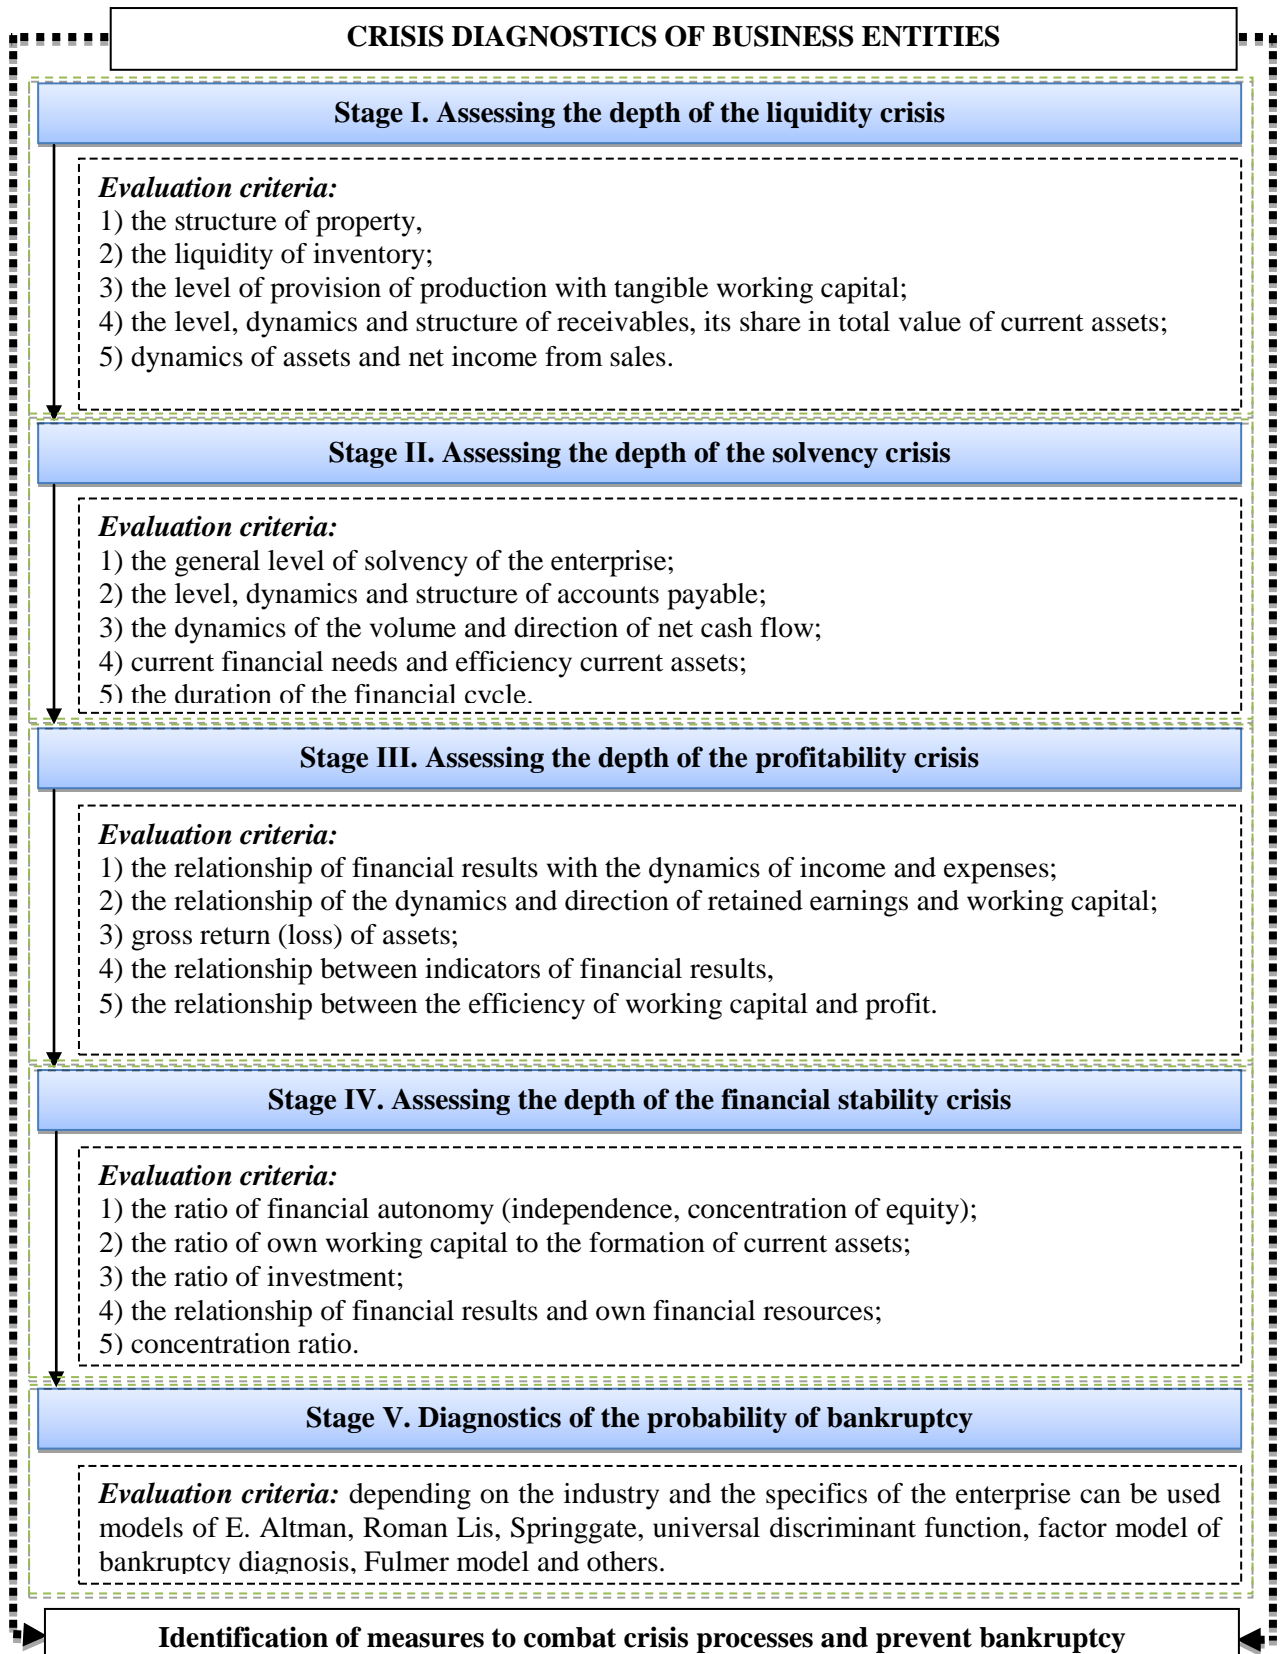 CRISIS DIAGNOSTICS OF BUSINESS ENTITIES
Stage I. Assessing the depth of the liquidity crisis
Evaluation criteria:
1) the structure of property,
2) the liquidity of inventory;
3) the level of provision of production with tangible working capital;
4) the level, dynamics and structure of receivables, its share in total value of current assets;
5) dynamics of assets and net income from sales.
Stage II. Assessing the depth of the solvency crisis
Evaluation criteria:
1) the general level of solvency of the enterprise;
2) the level, dynamics and structure of accounts payable;
3) the dynamics of the volume and direction of net cash flow;
4) current financial needs and efficiency current assets;
5) the duration of the financial cycle.
Stage III. Assessing the depth of the profitability crisis
Evaluation criteria:
1) the relationship of financial results with the dynamics of income and expenses;
2) the relationship of the dynamics and direction of retained earnings and working capital;
3) gross return (loss) of assets;
4) the relationship between indicators of financial results,
5) the relationship between the efficiency of working capital and profit.
Stage IV. Assessing the depth of the financial stability crisis
Evaluation criteria:
1) the ratio of financial autonomy (independence, concentration of equity);
2) the ratio of own working capital to the formation of current assets;
3) the ratio of investment;
4) the relationship of financial results and own financial resources;
5) concentration ratio.
Stage V. Diagnostics of the probability of bankruptcy
Evaluation criteria: depending on the industry and the specifics of the enterprise can be used
models of E. Altman, Roman Lis, Springgate, universal discriminant function, factor model of
bankruptcy diagnosis, Fulmer model and others.
Identification of measures to combat crisis processes and prevent bankruptcy